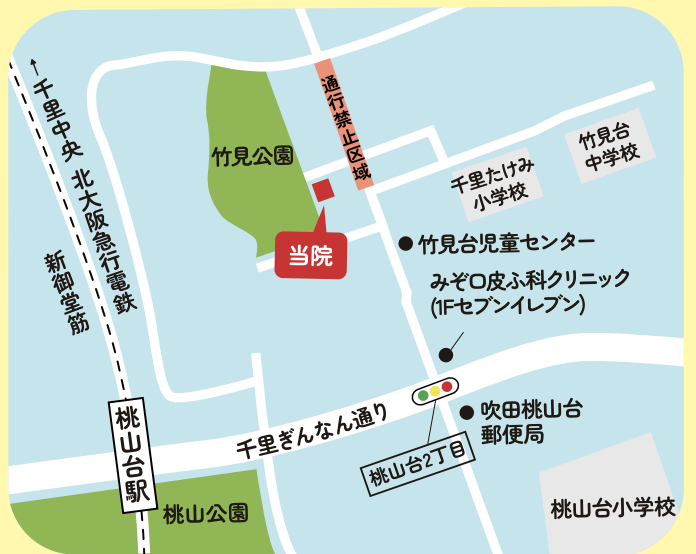 ↑千里中央
北大阪急行電鉄
新御堂筋
竹見公園
通行禁止区域
千里たけみ
小学校
竹見台
中学校
当院
竹見台児童センター
みぞ口皮ふ科クリニック
(1Fセブンイレブン)
千里ぎんなん通り
吹田桃山台
郵便局
桃山台2丁目
桃山台駅
桃山公園
桃山台小学校